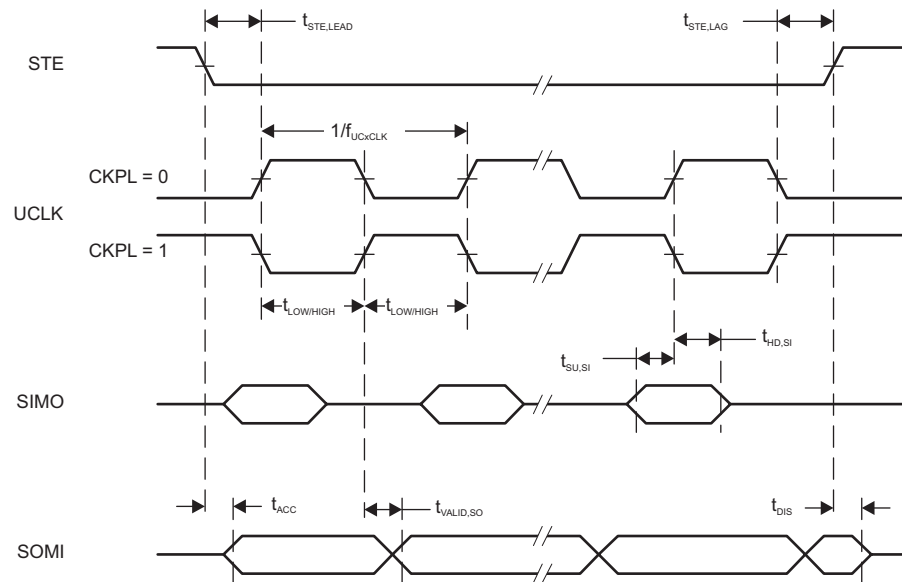 tSTE,LEAD
tSTE,LAG
STE
1/fUCxCLK
CKPL = 0
UCLK
CKPL = 1
tLOW/HIGH
tLOW/HIGH
tHD,SI
tSU,SI
SIMO
tACC
tVALID,SO
tDIS
SOMI